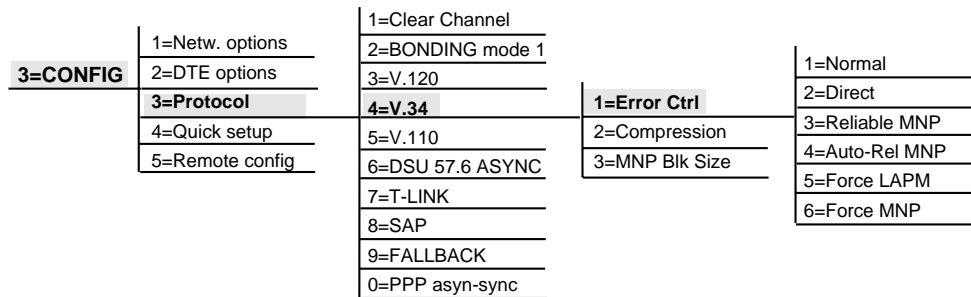 3=CONFIG
1=Netw. options
2=DTE options
3=Protocol
4=Quick setup
5=Remote config
1=Clear Channel
2=BONDING mode 1
3=V.120
4=V.34
5=V.110
6=DSU 57.6 ASYNC
7=T-LINK
8=SAP
9=FALLBACK
0=PPP asyn-sync
1=Error Ctrl
2=Compression
3=MNP Blk Size
1=Normal
2=Direct
3=Reliable MNP
4=Auto-Rel MNP
5=Force LAPM
6=Force MNP